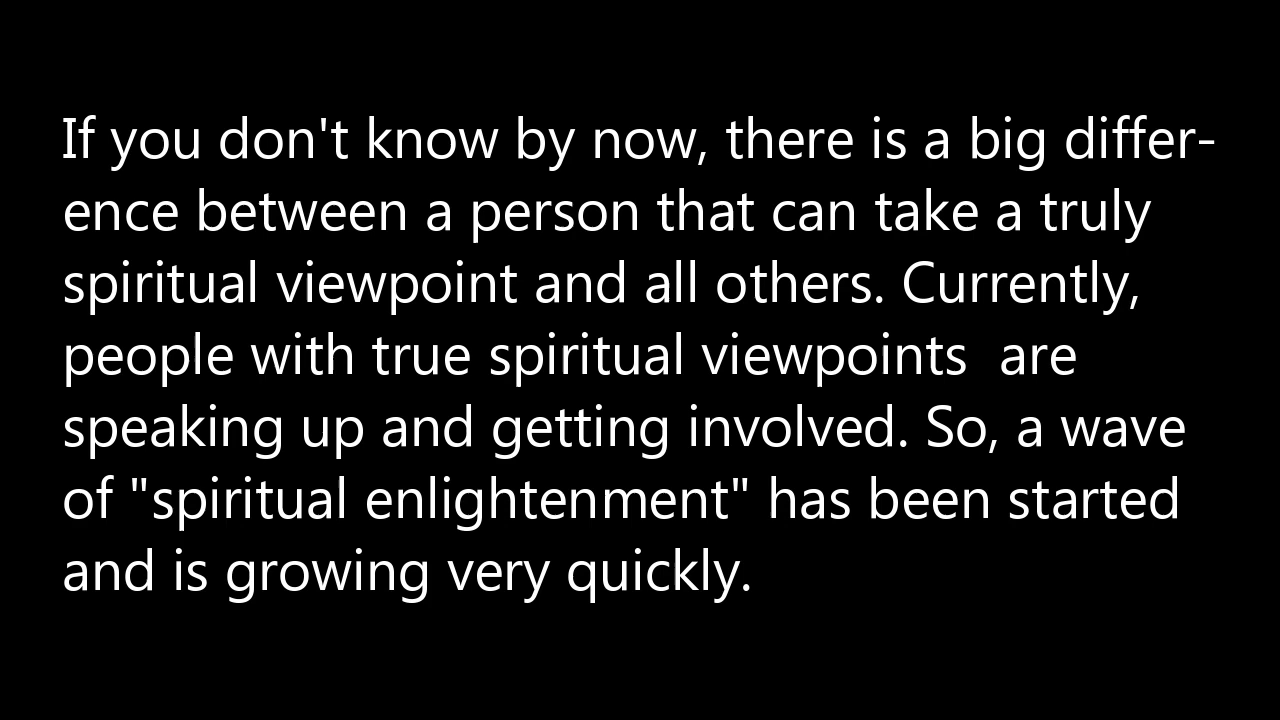 If you don't know by now, there is a big differ-
ence between a person that can take a truly
spiritual viewpoint and all others. Currently,
people with true spiritual viewpoints  are
speaking up and getting involved. So, a wave
of "spiritual enlightenment" has been started
and is growing very quickly.